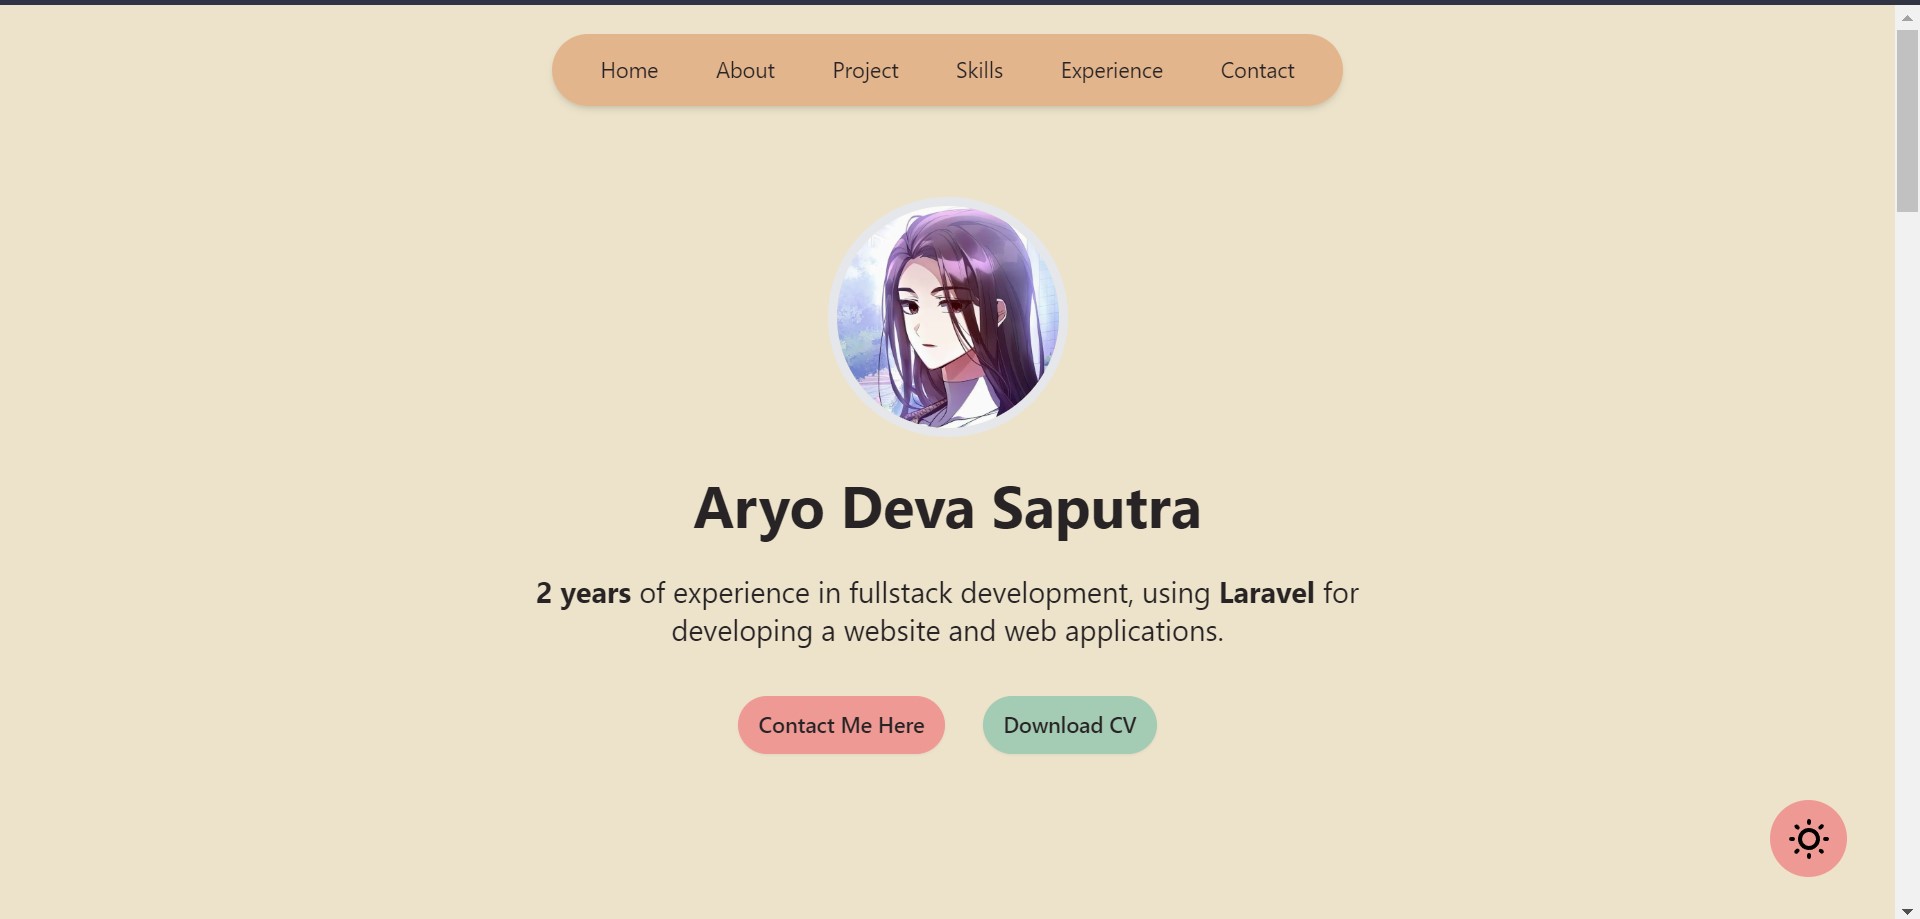 Home About Project Skills Experience Contact
Aryo Deva Saputra
2 years of experience in fullstack development, using Laravel for
developing a website and web applications.
Contact Me Here Download CV